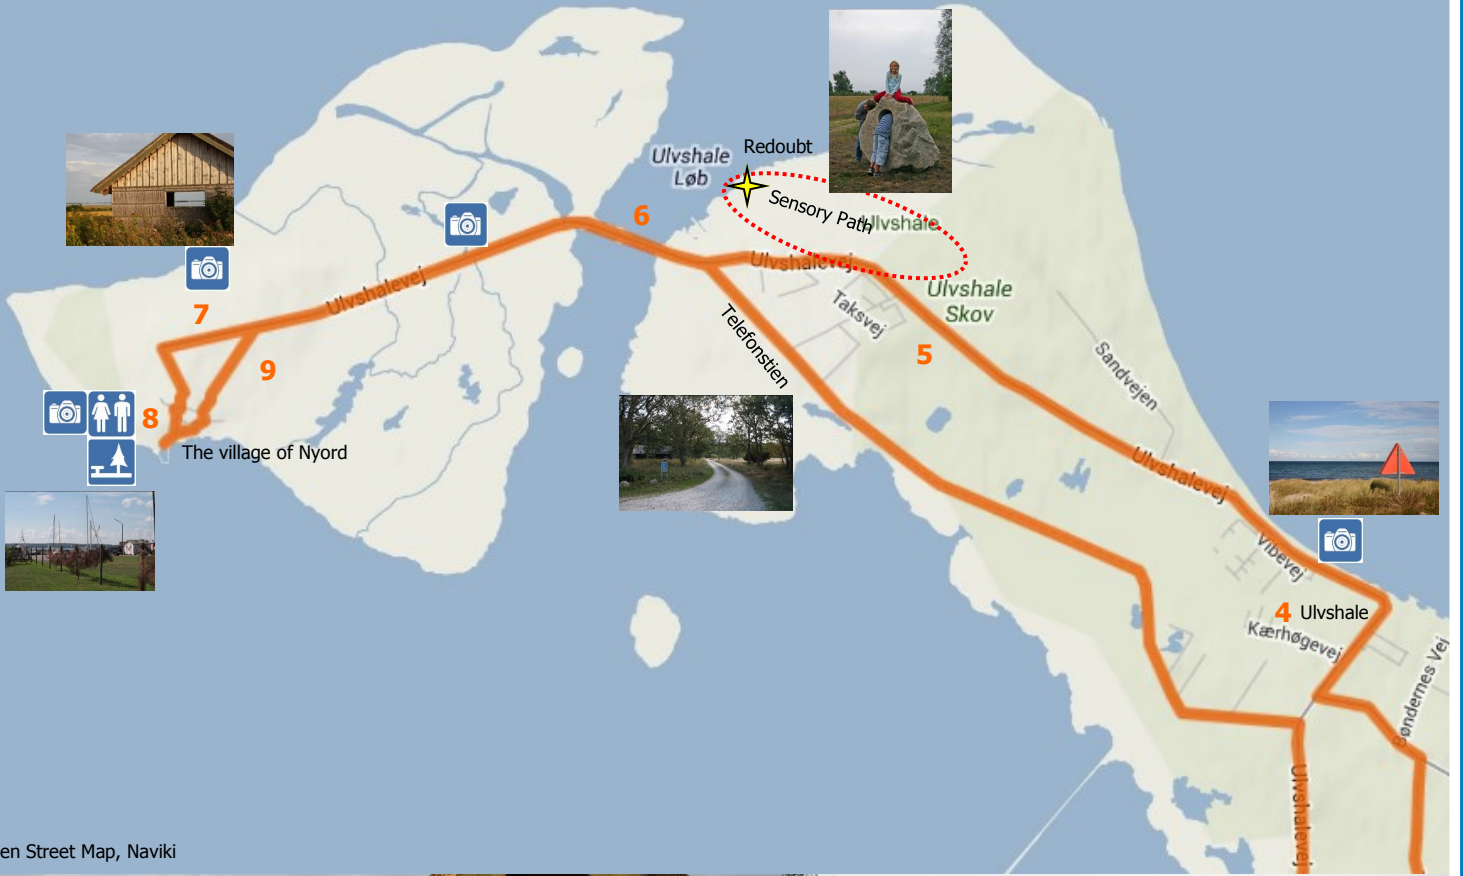 Redoubt
Ulvshale
Løb
Sensory Path
Ulvshale
6
Ulvshalevej
Ulvshalevej
Ulvshale
Skov
Taksvej
7
Telefonstien
5
Sandvejen
9
8
The village of Nyord
Ulvshalevej
Vibevej
4 Ulvshale
Kærhøgevej
Bøndernes Vej
Ulvshalevej
en Street Map, Naviki